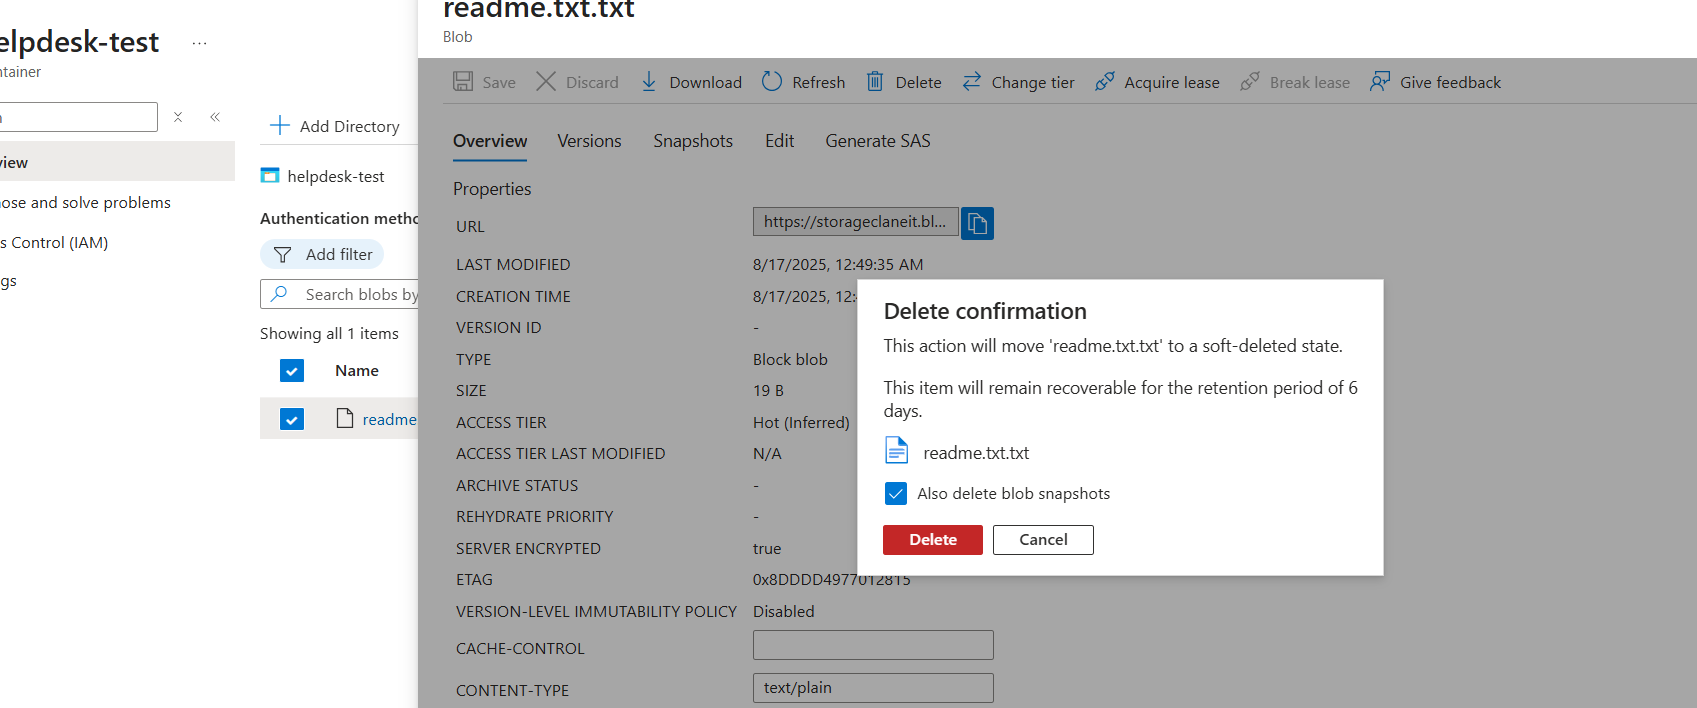 readme.txt.txt
Blob
elpdesk-test
...
ntainer
Save
Discard
Download
Refresh
Delete
Change tier
Acquire lease
Break lease
Give feedback
view
nose and solve problems
s Control (IAM)
gs
Add Directory
helpdesk-test
Authentication metho
Add filter
Search blobs by
Showing all 1 items
Name
readme
Overview
Versions
Snapshots
Edit
Generate SAS
Properties
URL
https://storageclaneit.bl...
LAST MODIFIED
8/17/2025, 12:49:35 AM
CREATION TIME
8/17/2025, 12:4
VERSION ID
-
TYPE
Block blob
SIZE
19 B
ACCESS TIER
Hot (Inferred)
ACCESS TIER LAST MODIFIED
N/A
ARCHIVE STATUS
-
REHYDRATE PRIORITY
-
SERVER ENCRYPTED
true
ETAG
0x8DDDD4977012815
VERSION-LEVEL IMMUTABILITY POLICY
Disabled
CACHE-CONTROL
CONTENT-TYPE
text/plain
Delete confirmation
This action will move 'readme.txt.txt' to a soft-deleted state.
This item will remain recoverable for the retention period of 6
days.
readme.txt.txt
Also delete blob snapshots
Delete
Cancel